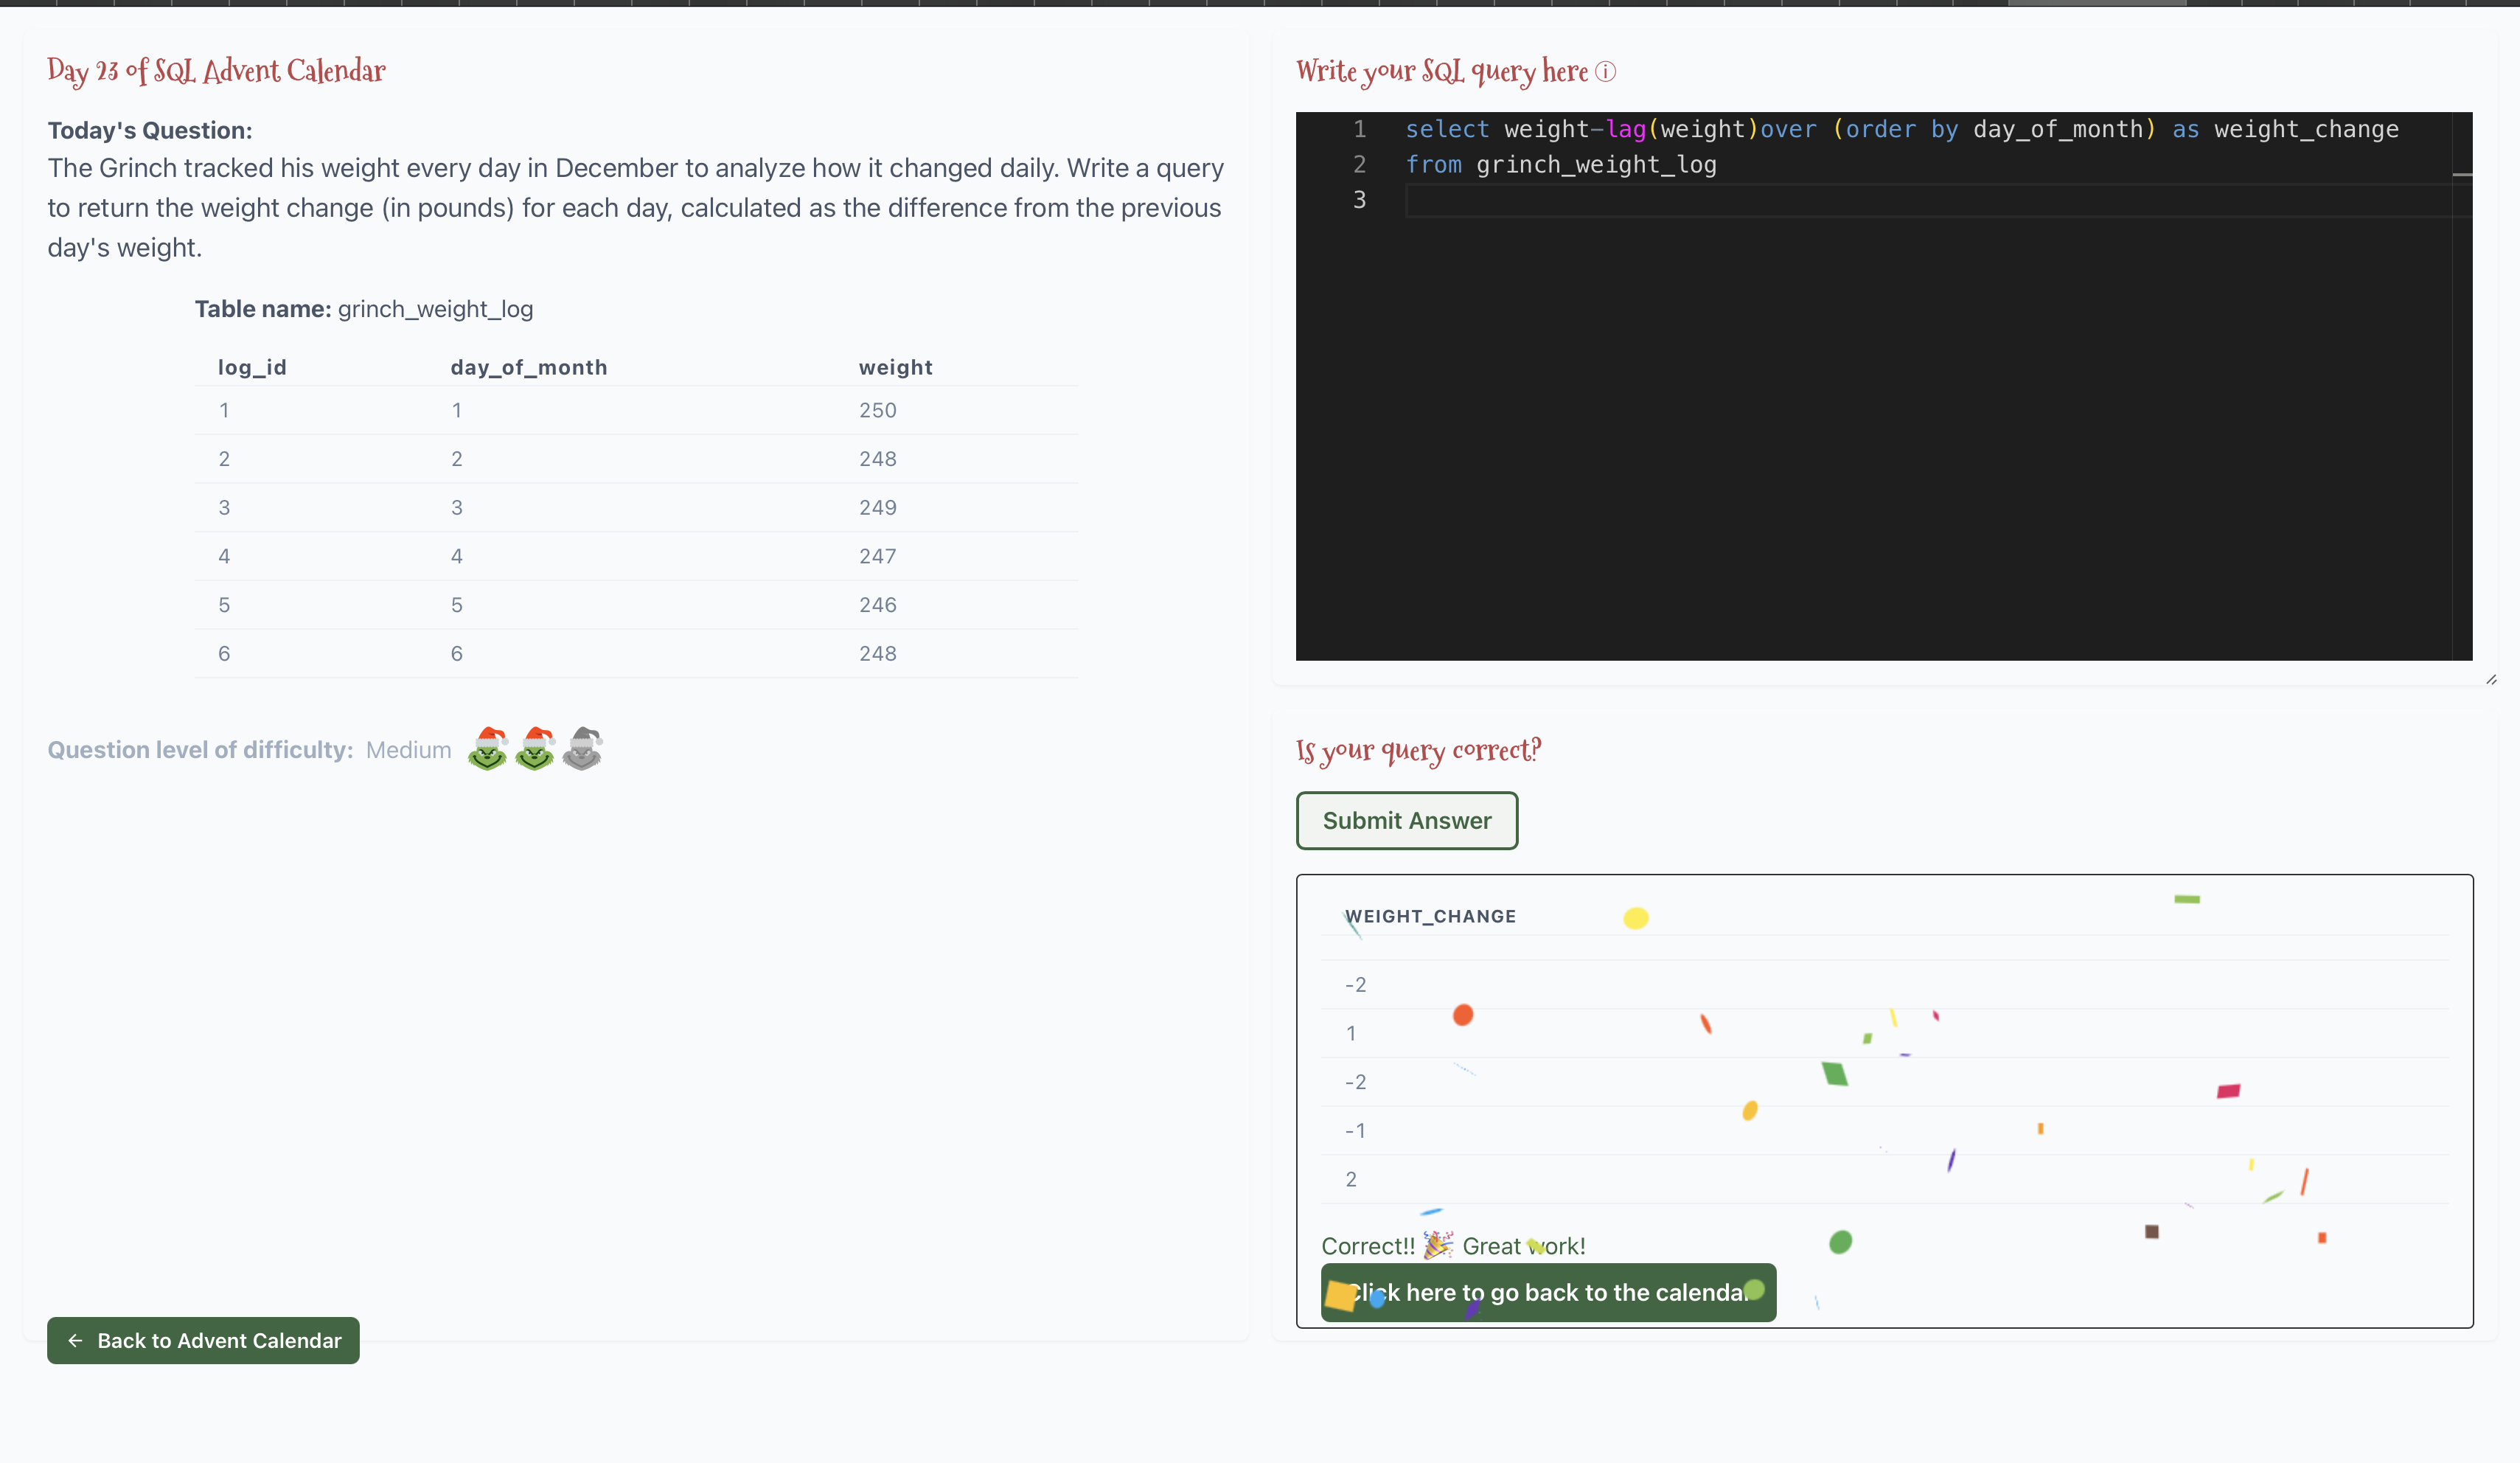 Day 23 of SQL Advent Calendar
Today's Question:
The Grinch tracked his weight every day in December to analyze how it changed daily. Write a query
to return the weight change (in pounds) for each day, calculated as the difference from the previous
day's weight.
Table name: grinch_weight_log
log_id day_of_month weight
1 1 250
2 2 248
3 3 249
4 4 247
5 5 246
6 6 248
Question level of difficulty: Medium
← Back to Advent Calendar
Write your SQL query here ⓘ
1 select weight-lag(weight)over (order by day_of_month) as weight_change
2 from grinch_weight_log
3
Is your query correct?
Submit Answer
WEIGHT_CHANGE
-2
1
-2
-1
2
Correct!! 🎉 Great work!
Click here to go back to the calendar